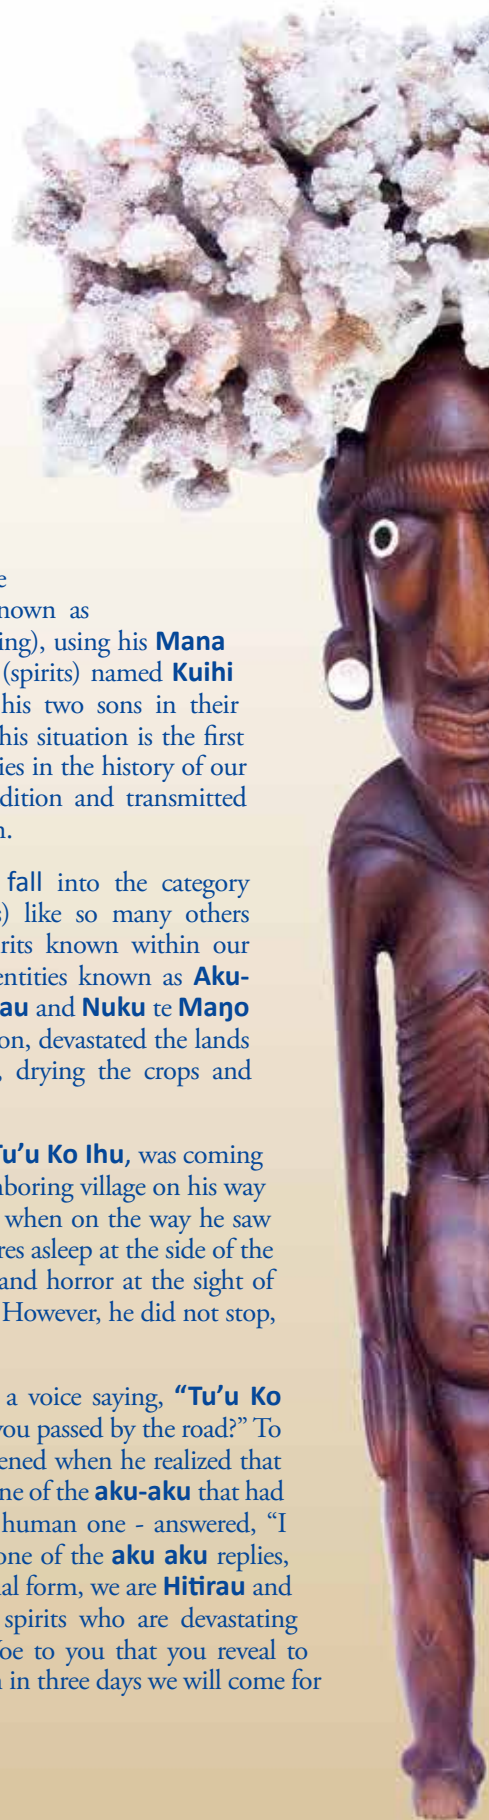 nown as
ing), using his Mana
(spirits) named Kuihi
his two sons in their
his situation is the first
ies in the history of our
dition and transmitted
fall into the category
s) like so many others
rits known within our
entities known as Aku-
au and Nuku te Maŋo
on, devastated the lands
, drying the crops and
Tu’u Ko Ihu, was coming
nboring village on his way
when on the way he saw
res asleep at the side of the
and horror at the sight of
However, he did not stop,
a voice saying, “Tu’u Ko
you passed by the road?” To
ened when he realized that
ne of the aku-aku that had
human one - answered, “I
one of the aku aku replies,
al form, we are Hitirau and
spirits who are devastating
oe to you that you reveal to
n in three days we will come for